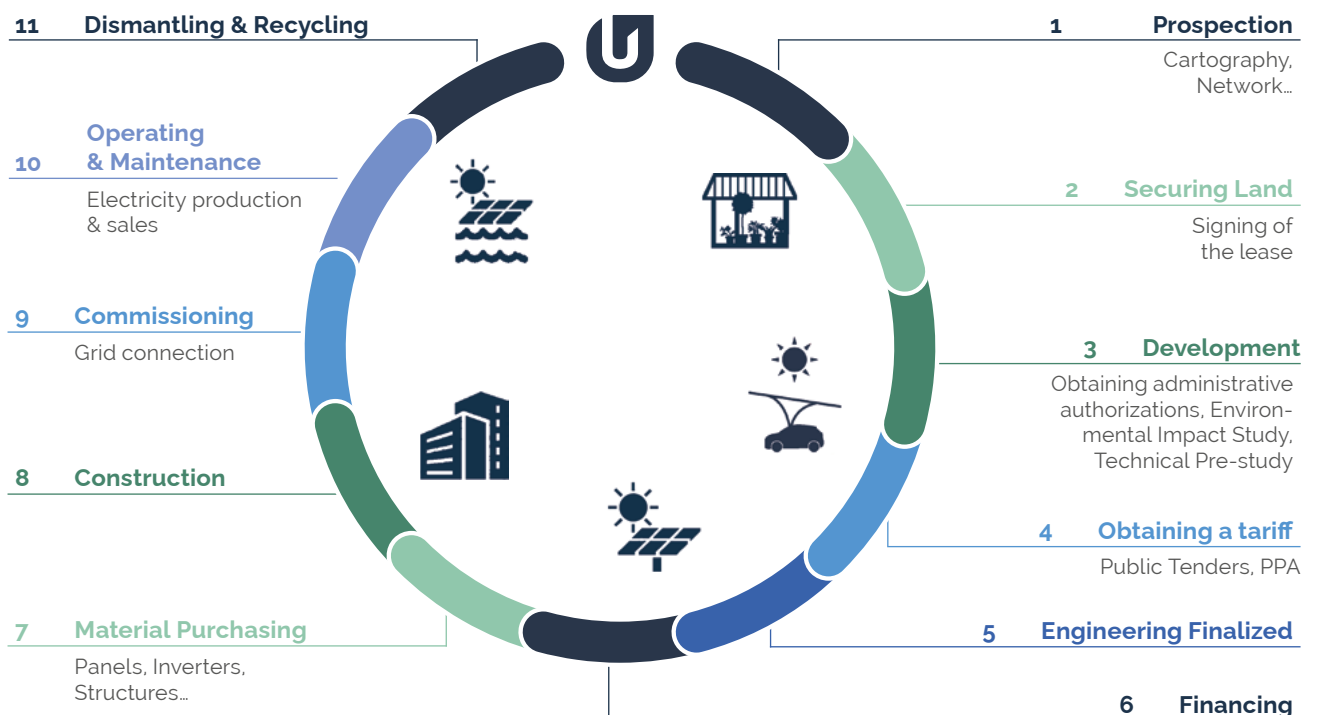 1 Prospection
Cartography,
Network…
2 Securing Land
Signing of
the lease
3 Development
Obtaining administrative
authorizations, Environ-
mental Impact Study,
Technical Pre-study
4 Obtaining a tariff
Public Tenders, PPA
5 Engineering Finalized
6 Financing
7 Material Purchasing
Panels, Inverters,
Structures…
8 Construction
9 Commissioning
Grid connection
10 Operating
& Maintenance
Electricity production
& sales
11 Dismantling & Recycling